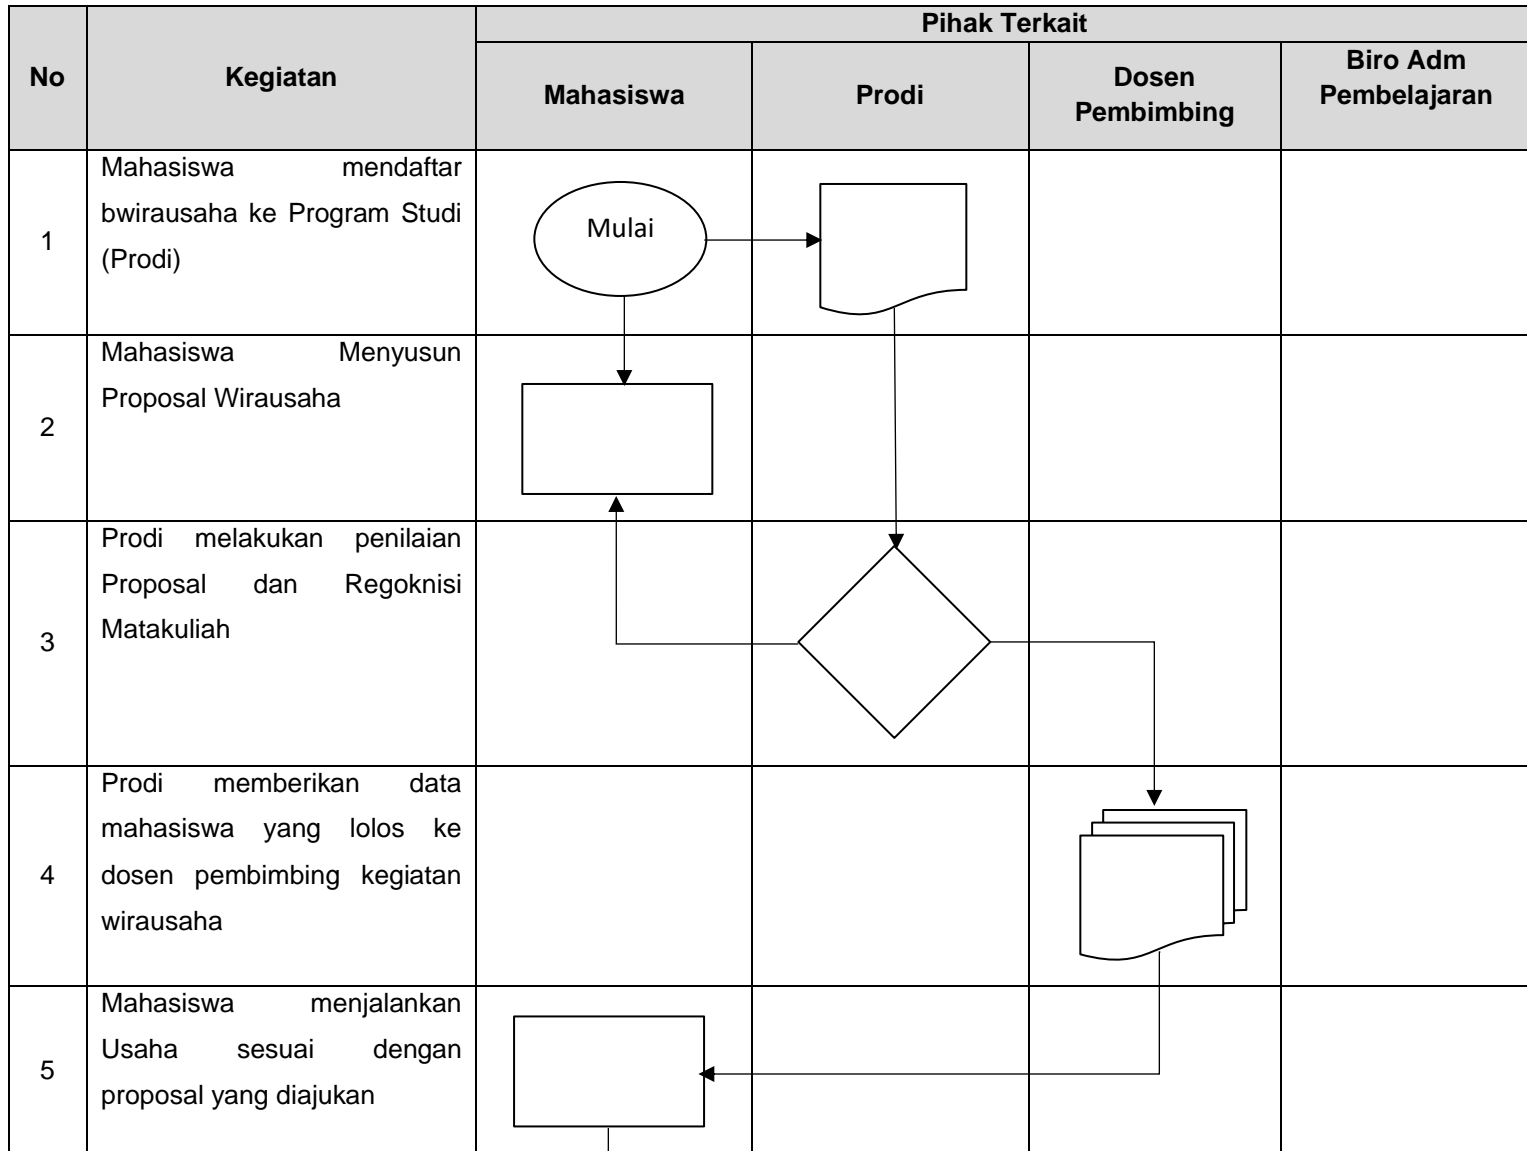 Pihak Terkait
No
Kegiatan
Mahasiswa
Prodi
Dosen
Pembimbing
Biro Adm
Pembelajaran
1
Mahasiswa mendaftar
bwirausaha ke Program Studi
(Prodi)
Mulai
2
Mahasiswa Menyusun
Proposal Wirausaha
3
Prodi melakukan penilaian
Proposal dan Regoknisi
Matakuliah
4
Prodi memberikan data
mahasiswa yang lolos ke
dosen pembimbing kegiatan
wirausaha
5
Mahasiswa menjalankan
Usaha sesuai dengan
proposal yang diajukan